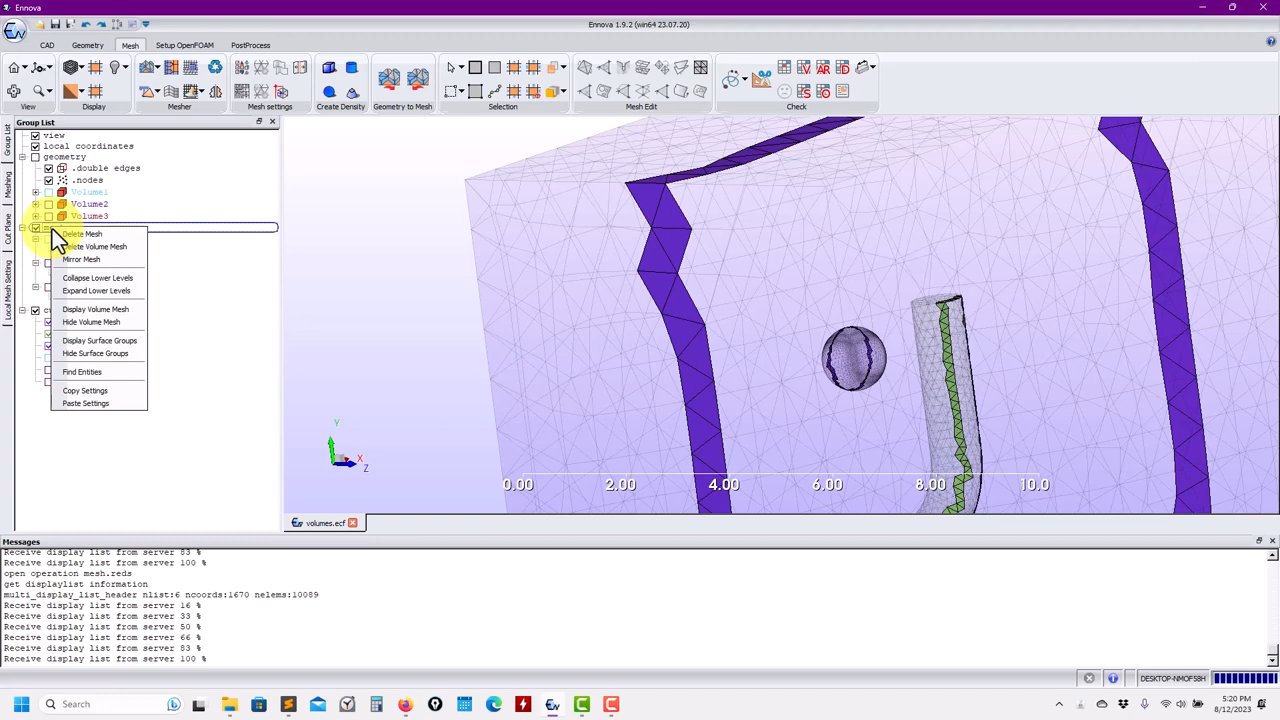 Ennova
Ennova 1.9.2 (win64 23.07.20)
CAD
Geometry
Mesh
Setup OpenFOAM
PostProcess
View
Display
Mesher
Mesh settings
Create Density
Geometry to Mesh
Selection
Mesh Edit
Check
Group List
Group List
Meshing
Cut Plane
Local Mesh Setting
view
local coordinates
geometry
.double edges
.nodes
Volume1
Volume2
Volume3
Delete Mesh
Volume Mesh
Mirror Mesh
Collapse Lower Levels
Expand Lower Levels
Display Volume Mesh
Hide Volume Mesh
Display Surface Groups
Hide Surface Groups
Find Entities
Copy Settings
Paste Settings
Y
X
Z
0.00 2.00 4.00 6.00 8.00 10.0
volumes.ecf
Messages
Receive display list from server 83 %
Receive display list from server 100 %
open operation mesh.reds
get displaylist information
multi_display_list_header nlist:6 ncoords:1670 nelems:10089
Receive display list from server 16 %
Receive display list from server 33 %
Receive display list from server 50 %
Receive display list from server 66 %
Receive display list from server 83 %
Receive display list from server 100 %
DESKTOP-NMOF58H
Search
:20 PM
8/12/2023